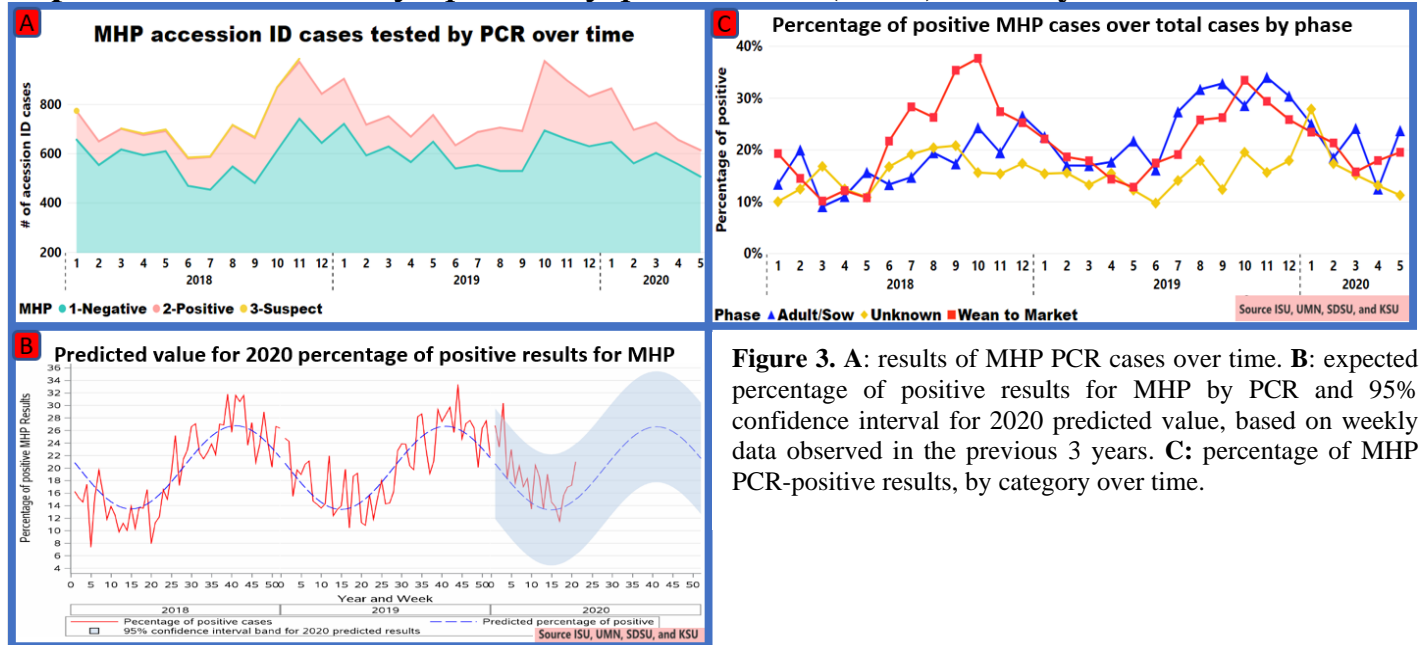 A
MHP accession ID cases tested by PCR over time
# of accession ID cases
800
600
400
200
1 2 3 4 5 6 7 8 9 10 11 12 1 2 3 4 5 6 7 8 9 10 11 12 1 2 3 4 5
2018 2019 2020
MHP 1-Negative 2-Positive 3-Suspect
C
Percentage of positive MHP cases over total cases by phase
Percentage of positive
40%
30%
20%
10%
0%
1 2 3 4 5 6 7 8 9 10 11 12 1 2 3 4 5 6 7 8 9 10 11 12 1 2 3 4 5
2018 2019 2020
Phase Adult/Sow Unknown Wean to Market
Source ISU, UMN, SDSU, and KSU
B
Predicted value for 2020 percentage of positive results for MHP
Percentage of positive MHP Results
36
34
32
30
28
26
24
22
20
18
16
14
12
10
8
6
4
0 5 10 15 20 25 30 35 40 45 500 5 10 15 20 25 30 35 40 45 500 5 10 15 20 25 30 35 40 45 50
Year and Week
2018 2019 2020
Pecentage of positive cases Predicted percentage of positive
95% confidence interval band for 2020 predicted results
Source ISU, UMN, SDSU, and KSU
Figure 3. A: results of MHP PCR cases over time. B: expected
percentage of positive results for MHP by PCR and 95%
confidence interval for 2020 predicted value, based on weekly
data observed in the previous 3 years. C: percentage of MHP
PCR-positive results, by category over time.